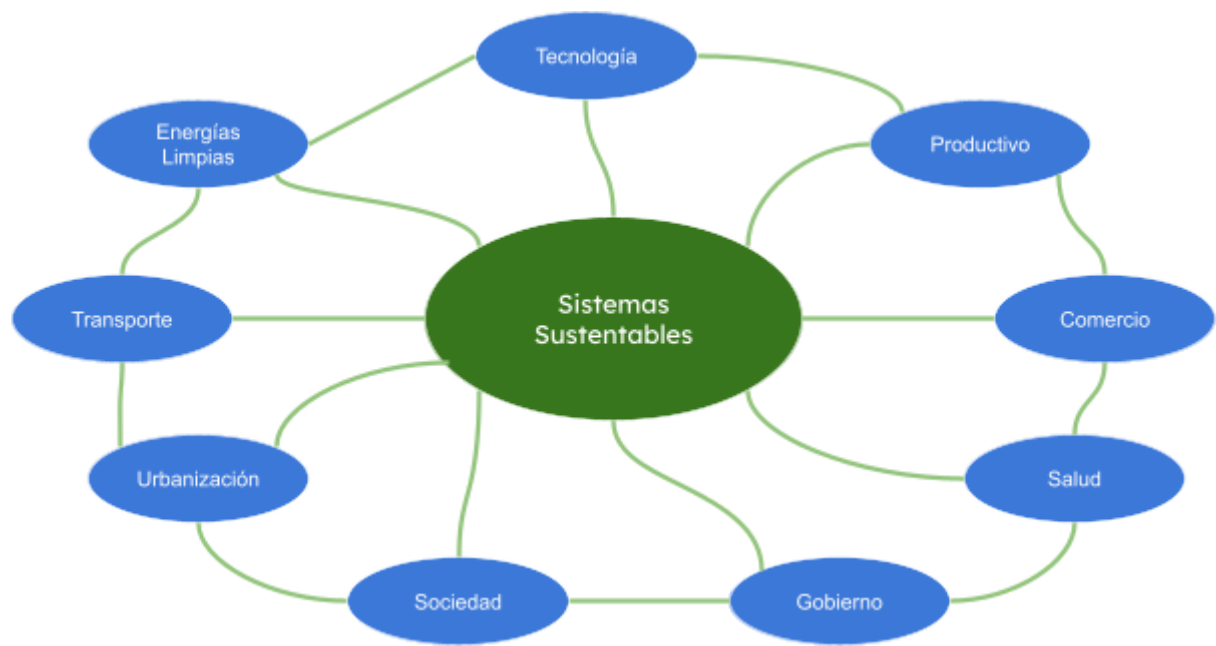 Tecnología
Energías
Limpias
Productivo
Sistemas
Sustentables
Transporte
Comercio
Urbanización
Salud
Sociedad
Gobierno